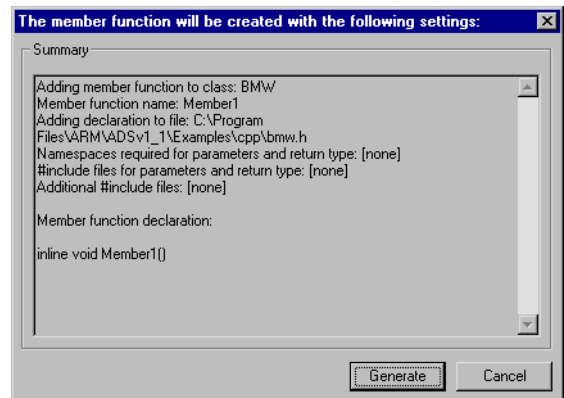 The member function will be created with the following settings:
Summary
Adding member function to class: BMW
Member function name: Member1
Adding declaration to file: C:\Program
Files\ARM\ADSv1_1\Examples\cpp\bmw.h
Namespaces required for parameters and return type: [none]
#include files for parameters and return type: [none]
Additional #include files: [none]
Member function declaration:
inline void Member1()
Generate
Cancel